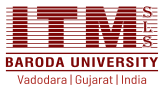 ITM SLS
BARODA UNIVERSITY
Vadodara | Gujarat | India